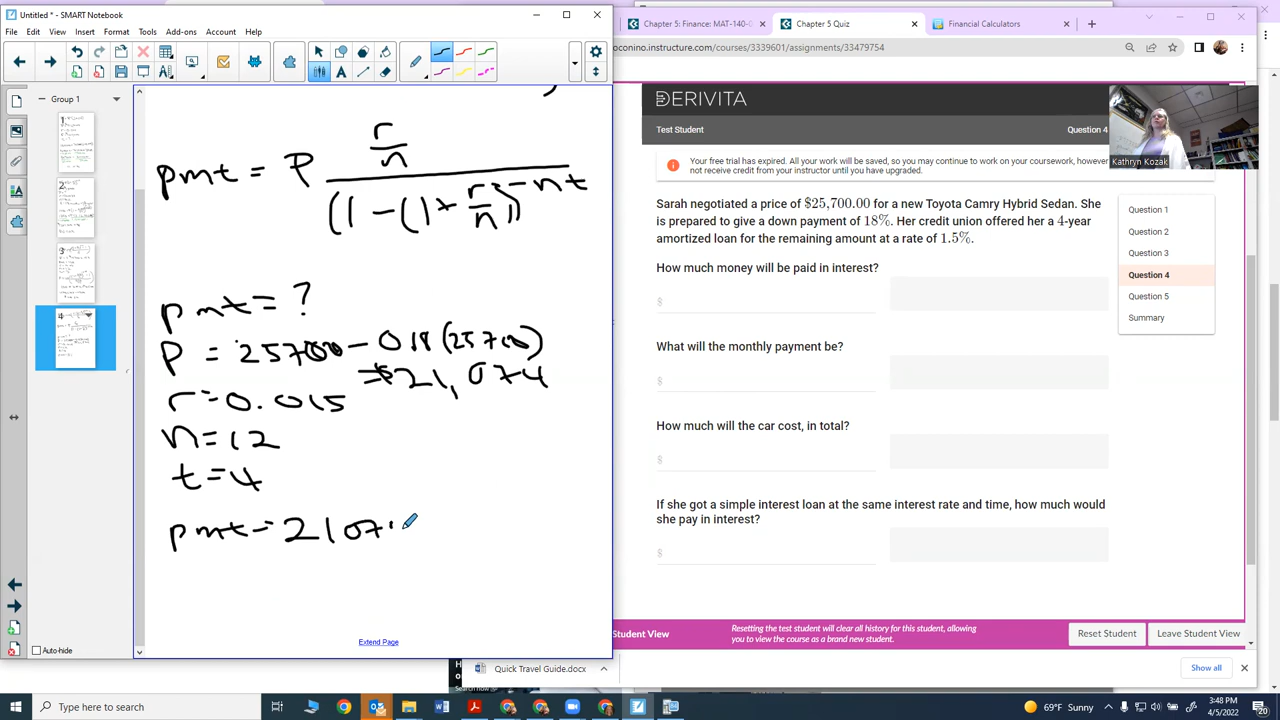 Untitled * - SMART Notebook
File Edit View Insert Format Tools Add-ons Account Help
Group 1
1
2
3
4
Auto-hide
pmt = P r/n / (1 - (1 + r/n)^-nt)
pmt = ?
P = 25700 - 018 (25700)
= $21,074
r = 0.015
n = 12
t = 4
pmt = 2107
Extend Page
Chapter 5: Finance: MAT-140-0
Chapter 5 Quiz
Financial Calculators
oconino.instructure.com/courses/3339601/assignments/33479754
DERIVITA
Test Student
Question 4
Kathryn Kozak
Your free trial has expired. All your work will be saved, so you may continue to work on your coursework, howeve
not receive credit from your instructor until you have upgraded.
Sarah negotiated a price of $25,700.00 for a new Toyota Camry Hybrid Sedan. She
is prepared to give a down payment of 18%. Her credit union offered her a 4-year
amortized loan for the remaining amount at a rate of 1.5%.
How much money will be paid in interest?
$
What will the monthly payment be?
$
How much will the car cost, in total?
$
If she got a simple interest loan at the same interest rate and time, how much would
she pay in interest?
$
Question 1
Question 2
Question 3
Question 4
Question 5
Summary
Student View
Resetting the test student will clear all history for this student, allowing
you to view the course as a brand new student.
Reset Student
Leave Student View
Quick Travel Guide.docx
Show all
Type here to search
69°F Sunny
3:48 PM
4/5/2022